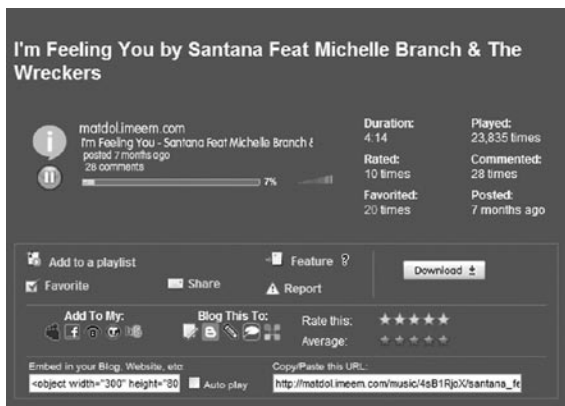 I'm Feeling You by Santana Feat Michelle Branch & The
Wreckers
matdol.imeem.com
I'm Feeling You - Santana Feat Michelle Branch &
posted 7 months ago
28 comments
7%
Duration:
4:14
Played:
23,835 times
Rated:
10 times
Commented:
28 times
Favorited:
20 times
Posted:
7 months ago
Add to a playlist
Feature ?
Download
Favorite
Share
Report
Add To My:
Blog This To:
Rate this:
Average:
Embed in your Blog, Website, etc:
Copy/Paste this URL:
<object width="300" height="80
Auto play
http://matdol.imeem.com/music/4sB1RjoX/santana_fe